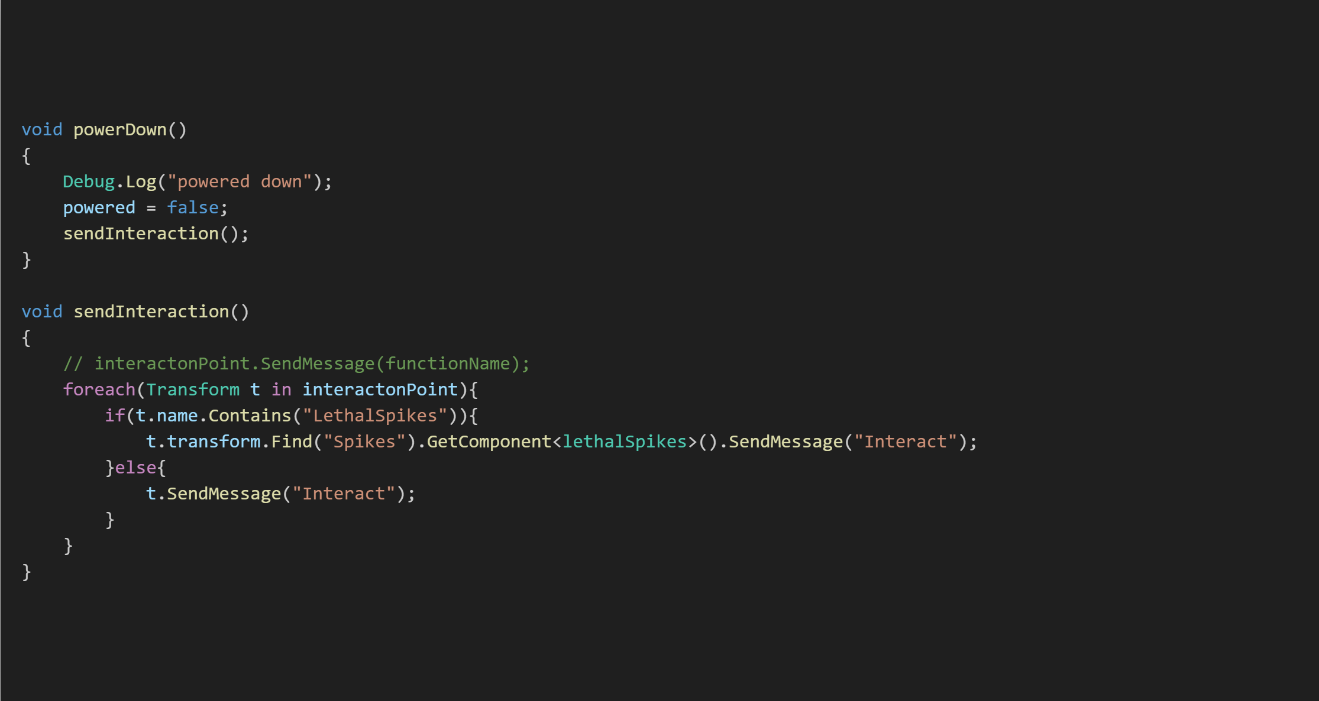 void powerDown()
{
    Debug.Log("powered down");
    powered = false;
    sendInteraction();
}

void sendInteraction()
{
    // interactonPoint.SendMessage(functionName);
    foreach(Transform t in interactonPoint){
        if(t.name.Contains("LethalSpikes")){
            t.transform.Find("Spikes").GetComponent<lethalSpikes>().SendMessage("Interact");
        }else{
            t.SendMessage("Interact");
        }
    }
}